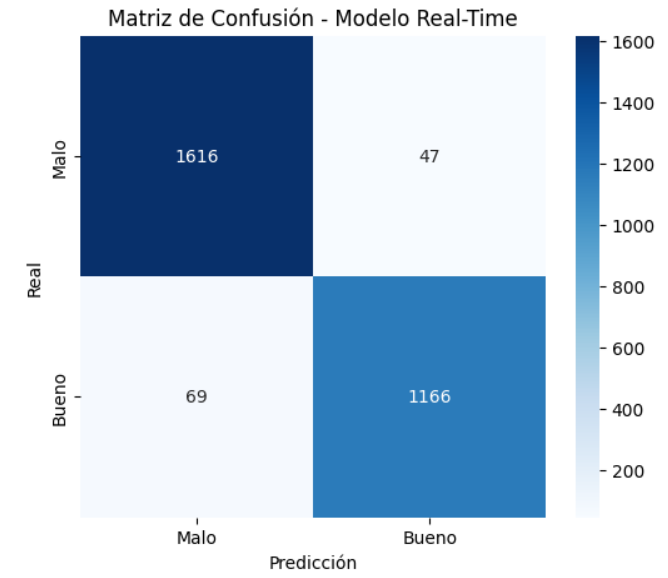 Matriz de Confusión - Modelo Real-Time
Malo
1616
47
Real
Bueno
69
1166
Malo
Bueno
Predicción
1600
1400
1200
1000
800
600
400
200